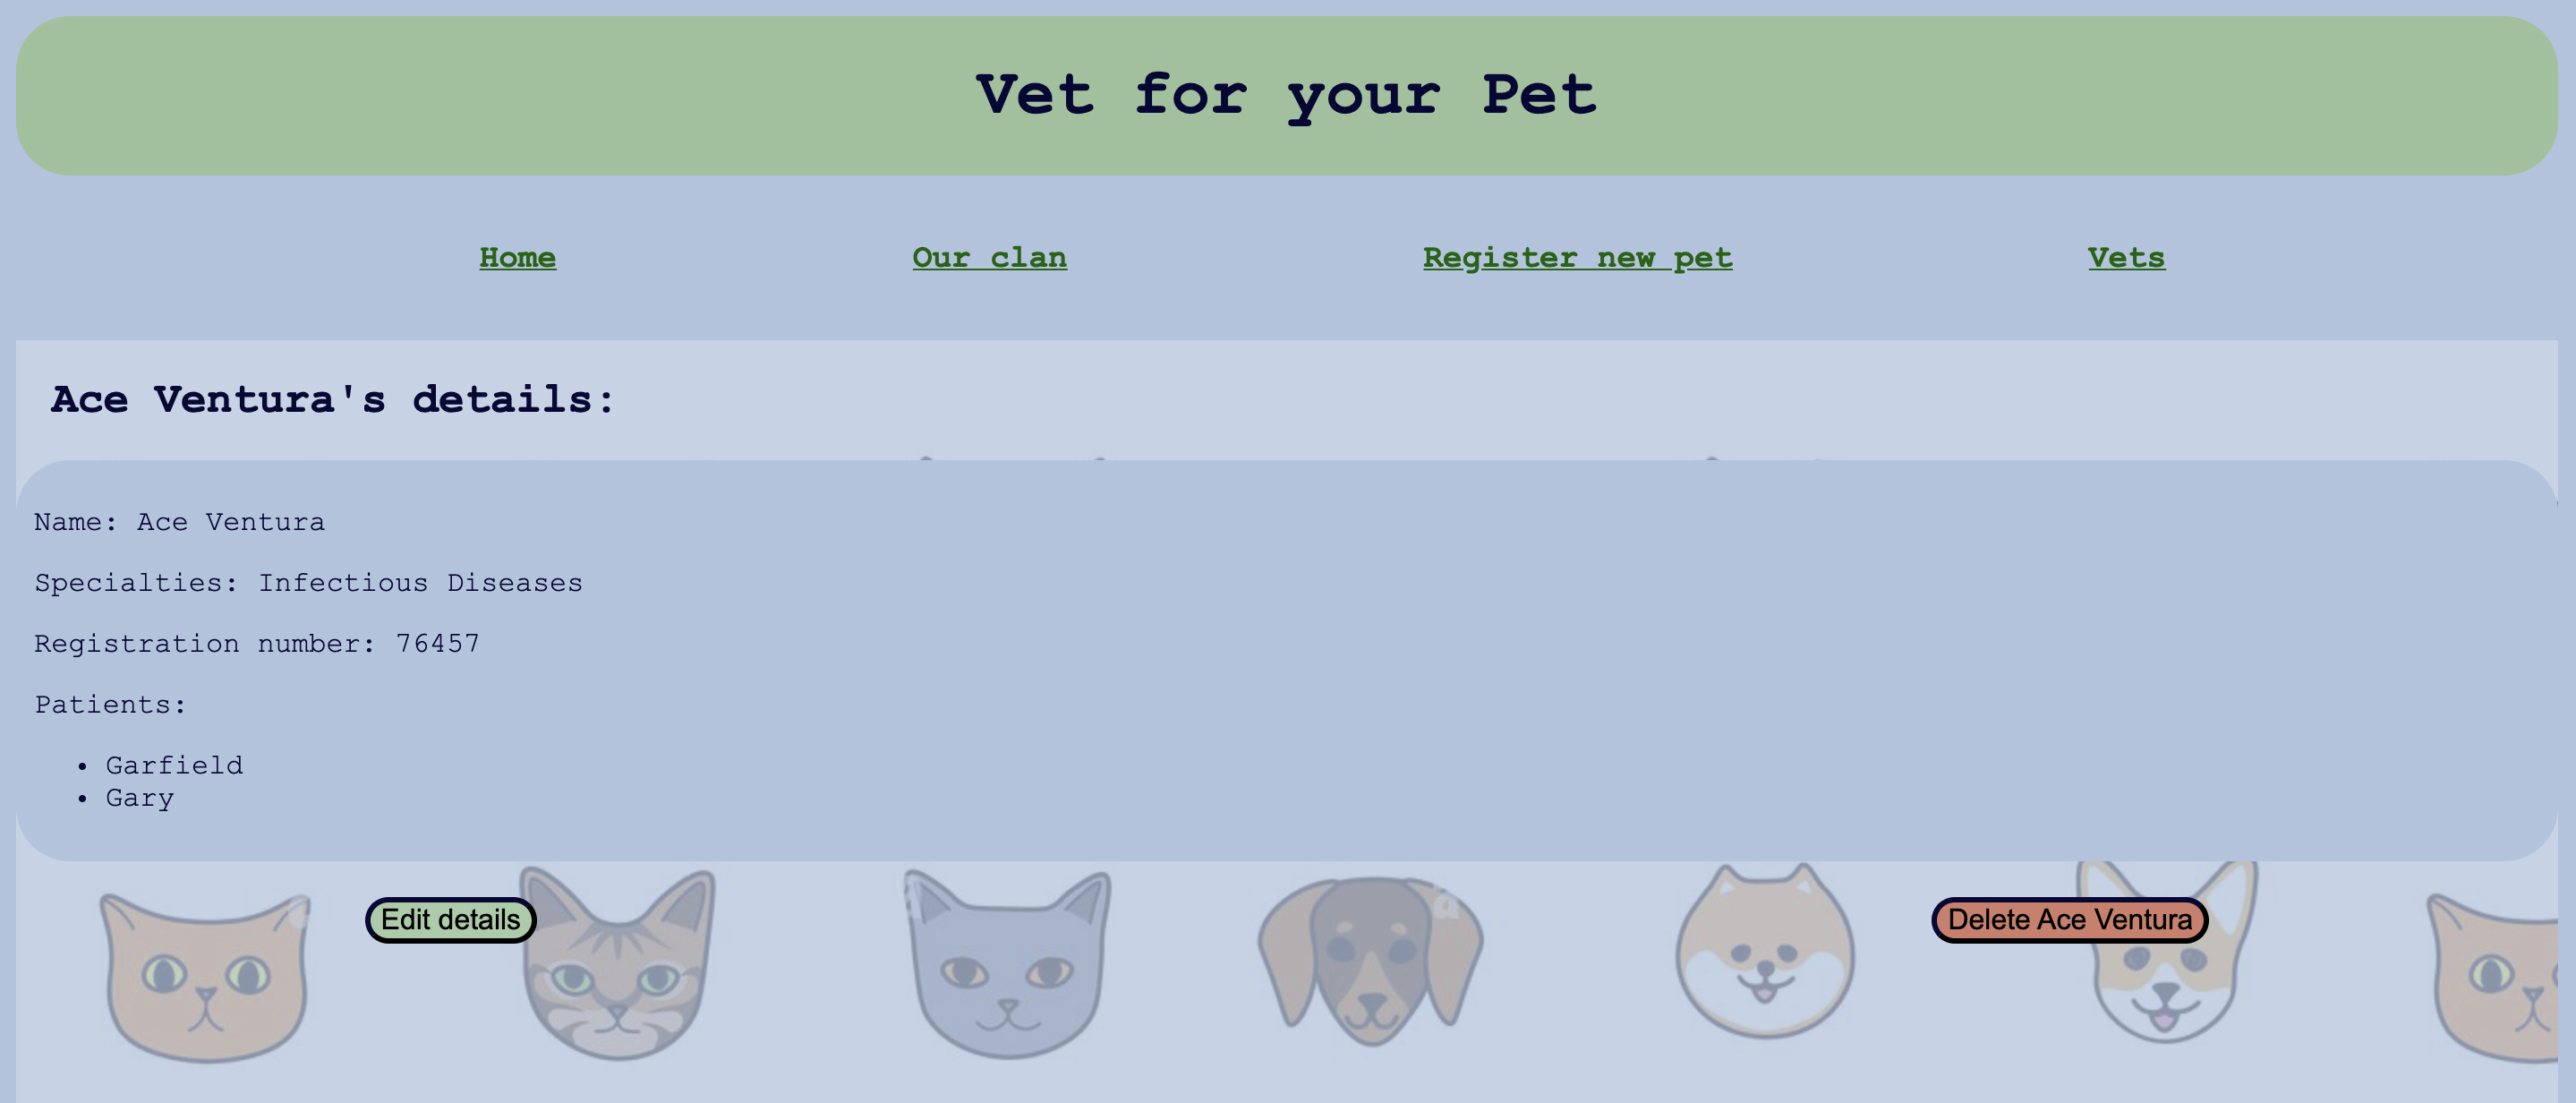 Vet for your Pet
Home Our clan Register new pet Vets
Ace Ventura's details:
Name: Ace Ventura
Specialties: Infectious Diseases
Registration number: 76457
Patients:
• Garfield
• Gary
Edit details Delete Ace Ventura